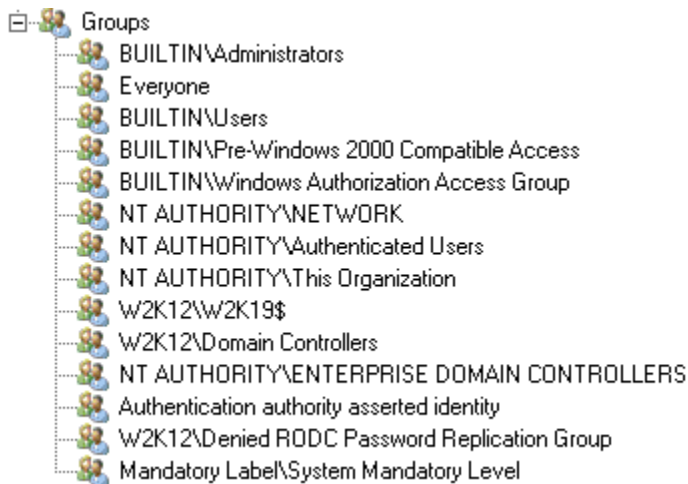 Groups
BUILTIN\Administrators
Everyone
BUILTIN\Users
BUILTIN\Pre-Windows 2000 Compatible Access
BUILTIN\Windows Authorization Access Group
NT AUTHORITY\NETWORK
NT AUTHORITY\Authenticated Users
NT AUTHORITY\This Organization
W2K12\W2K19$
W2K12\Domain Controllers
NT AUTHORITY\ENTERPRISE DOMAIN CONTROLLERS
Authentication authority asserted identity
W2K12\Denied RODC Password Replication Group
Mandatory Label\System Mandatory Level